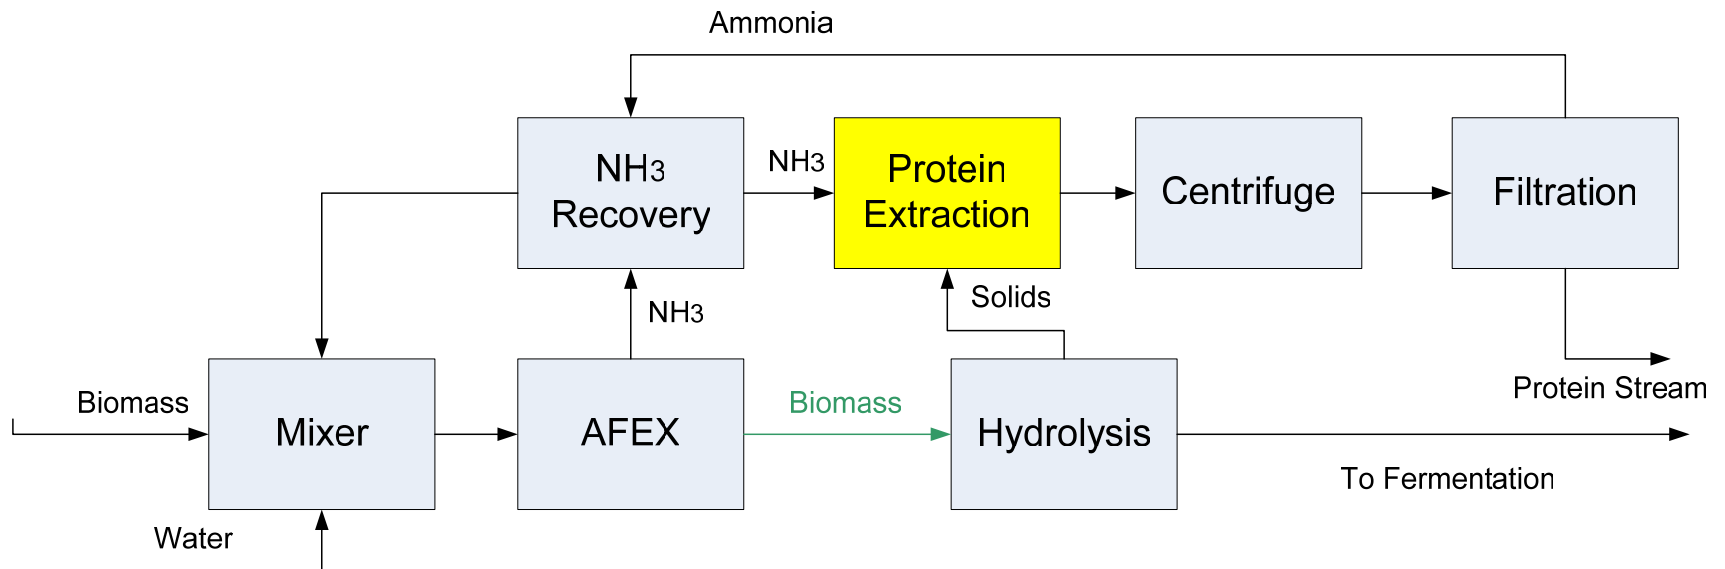 Ammonia
NH3
Recovery
NH3
Protein
Extraction
Centrifuge
Filtration
NH3
Solids
Biomass
Mixer
AFEX
Biomass
Hydrolysis
Protein Stream
To Fermentation
Water